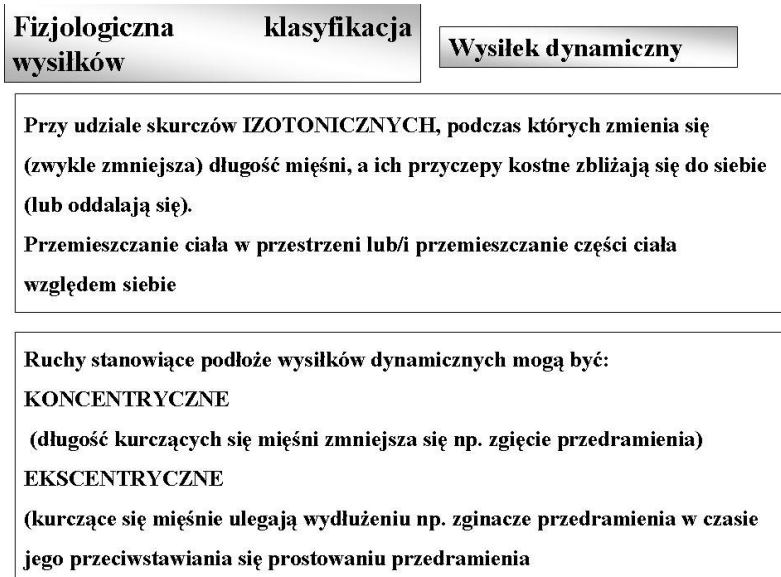 Fizjologiczna klasyfikacja
wysiłków
Wysiłek dynamiczny
Przy udziale skurczów IZOTONICZNYCH, podczas których zmienia się
(zwykle zmniejsza) długość mięśni, a ich przyczepy kostne zbliżają się do siebie
(lub oddalają się).
Przemieszczanie ciała w przestrzeni lub/i przemieszczanie części ciała
względem siebie
Ruchy stanowiące podłoże wysiłków dynamicznych mogą być:
KONCENTRYCZNE
(długość kurczących się mięśni zmniejsza się np. zgięcie przedramienia)
EKSCENTRYCZNE
(kurczące się mięśnie ulegają wydłużeniu np. zginacze przedramienia w czasie
jego przeciwstawiania się prostowaniu przedramienia